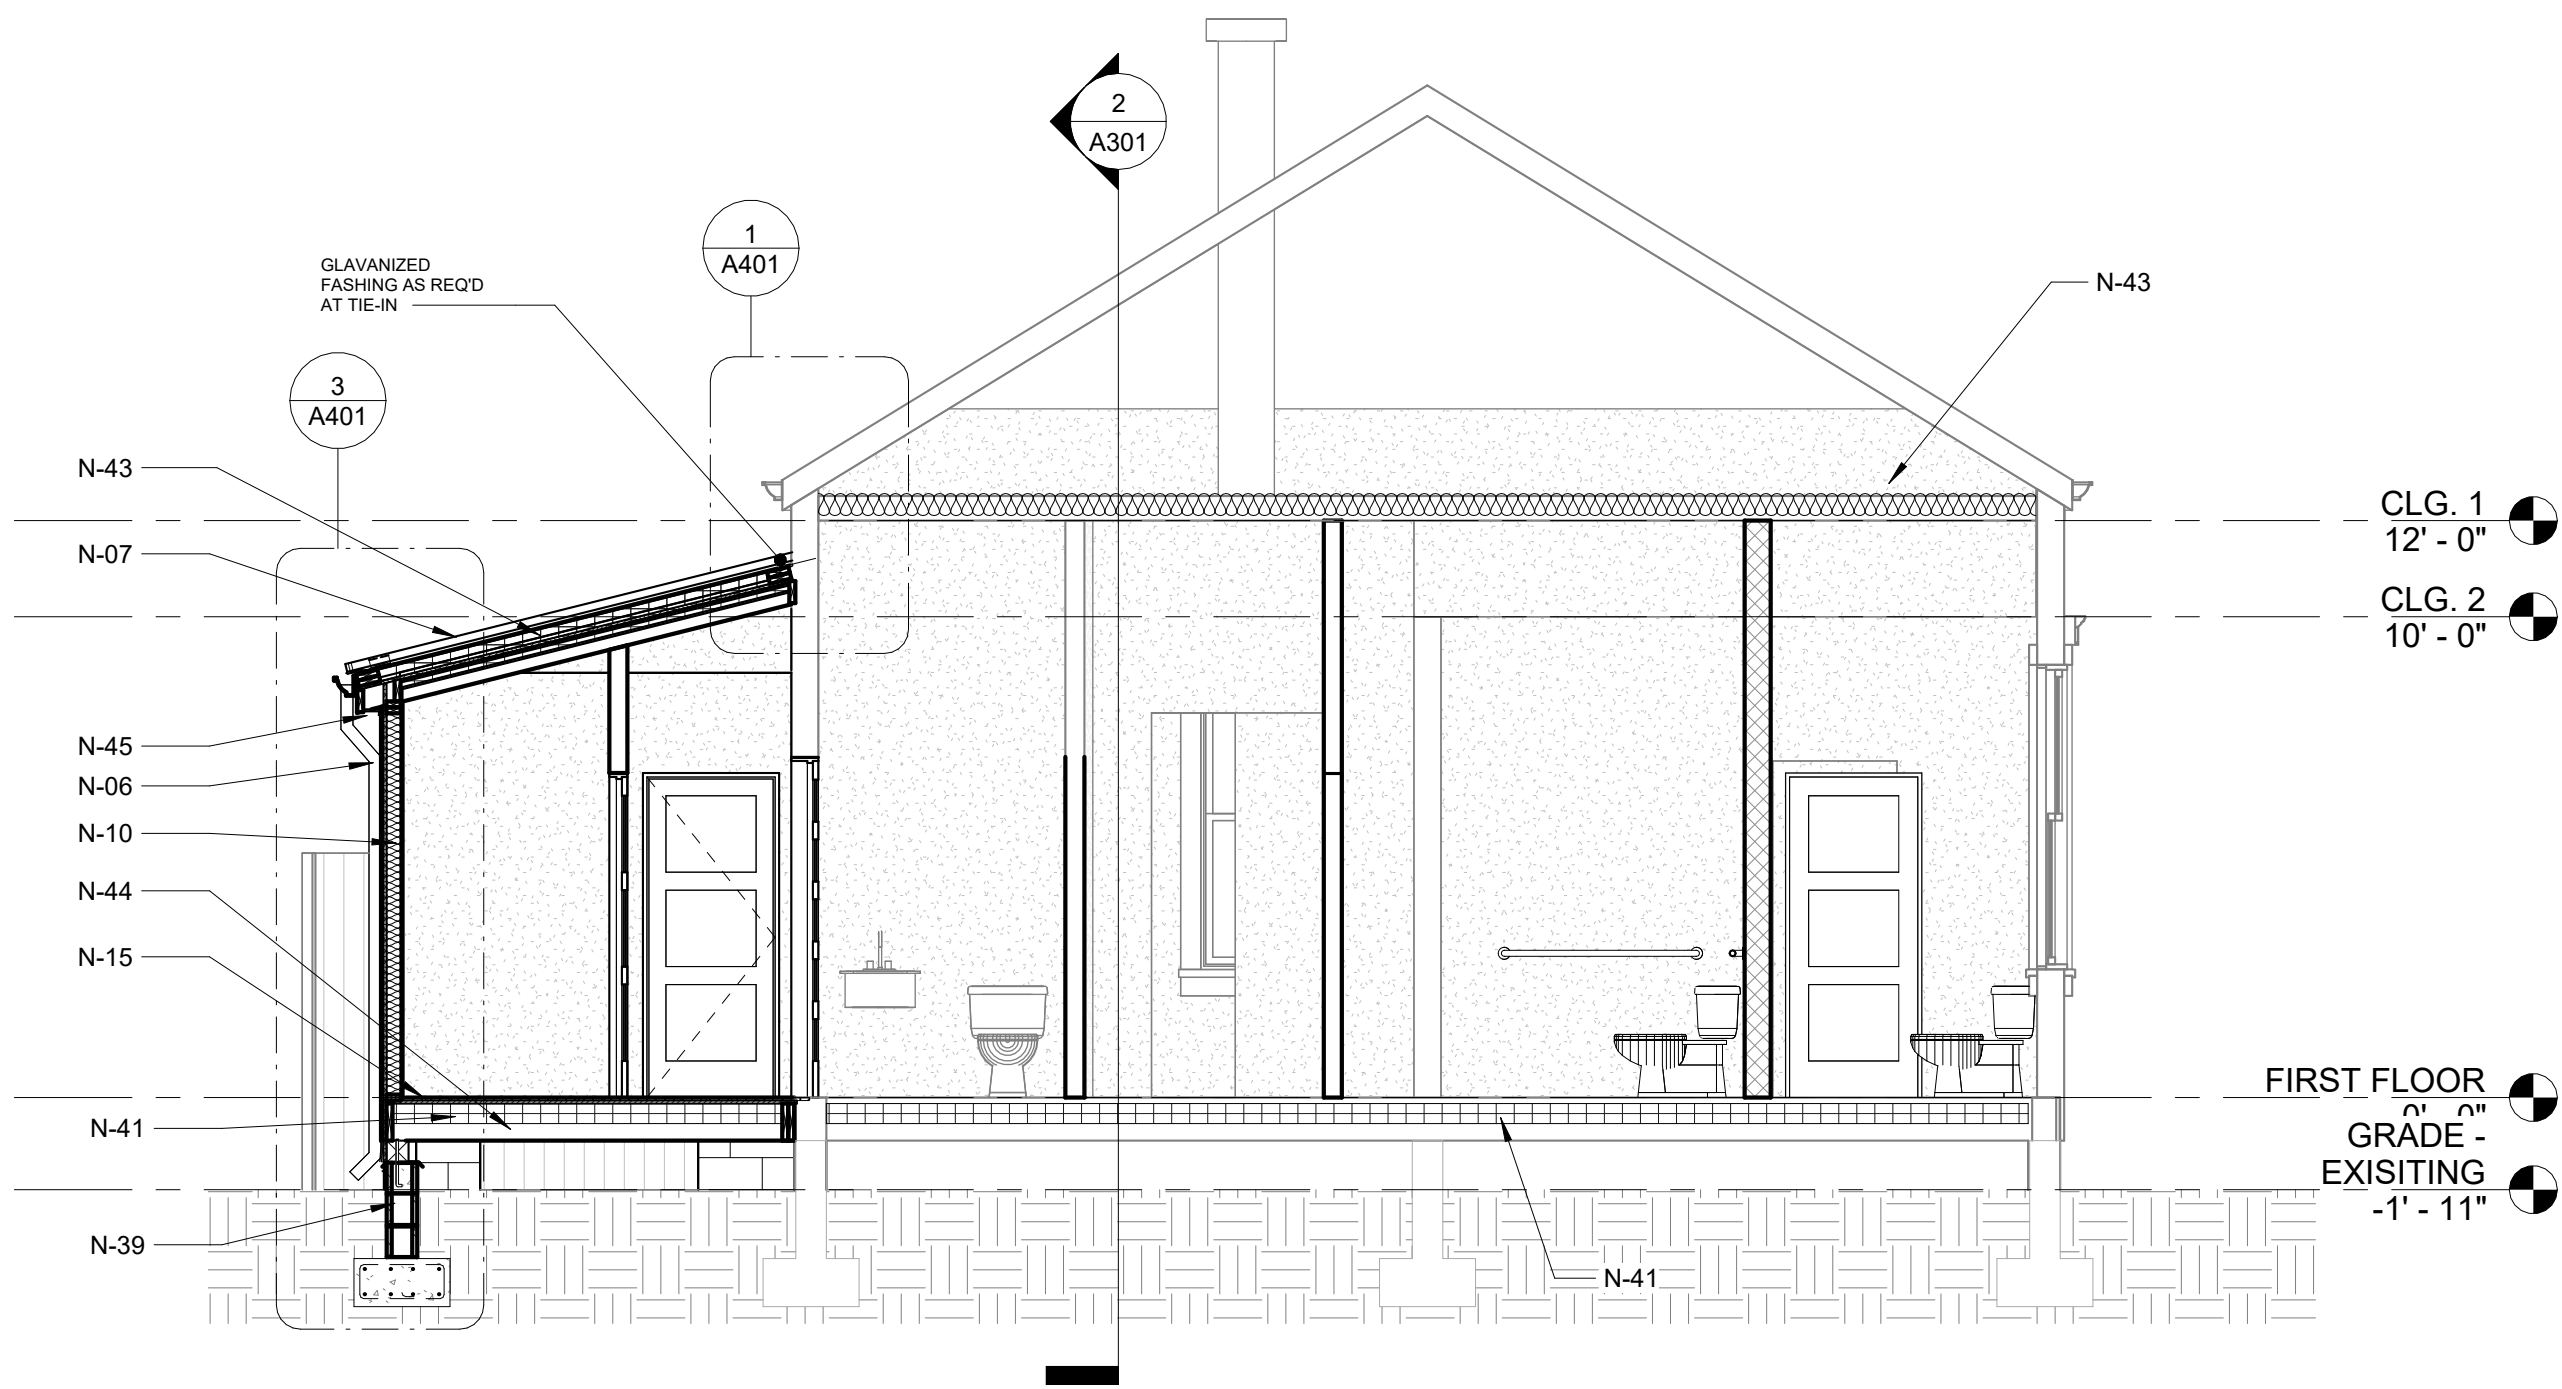 2
A301
1
A401
GLAVANIZED
FASHING AS REQ'D
AT TIE-IN
N-43
3
A401
N-43
CLG. 1
12' - 0"
N-07
CLG. 2
10' - 0"
N-45
N-06
N-10
N-44
N-15
FIRST FLOOR
0' - 0"
N-41
GRADE -
EXISITING
-1' - 11"
N-39
N-41